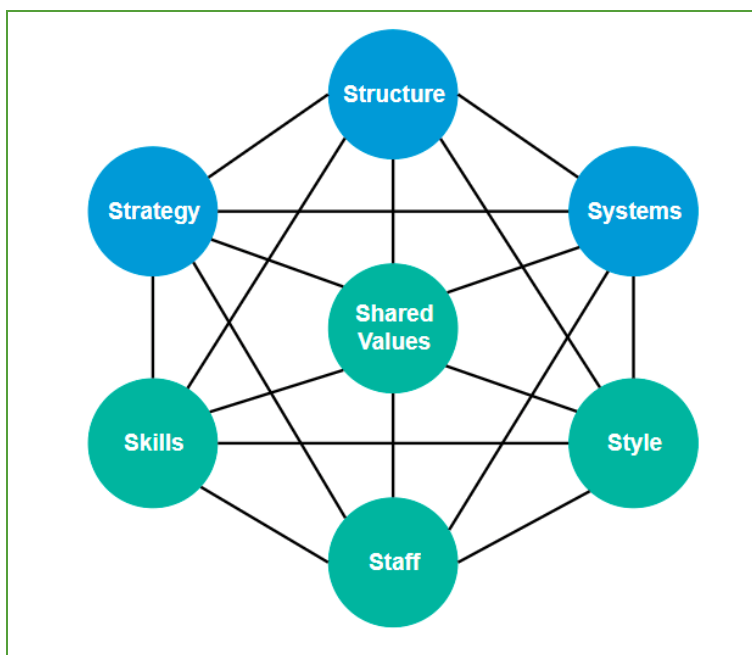 Structure
Strategy
Systems
Shared
Values
Skills
Style
Staff